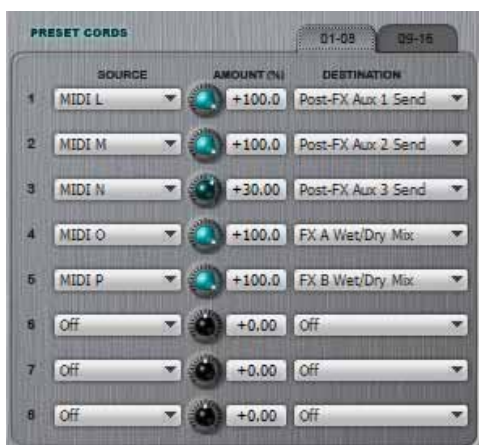 PRESET CORDS 01-08 09-16
SOURCE AMOUNT (%) DESTINATION
1 MIDI L +100.0 Post-FX Aux 1 Send
2 MIDI M +100.0 Post-FX Aux 2 Send
3 MIDI N +30.00 Post-FX Aux 3 Send
4 MIDI O +100.0 FX A Wet/Dry Mix
5 MIDI P +100.0 FX B Wet/Dry Mix
6 Off +0.00 Off
7 Off +0.00 Off
8 Off +0.00 Off